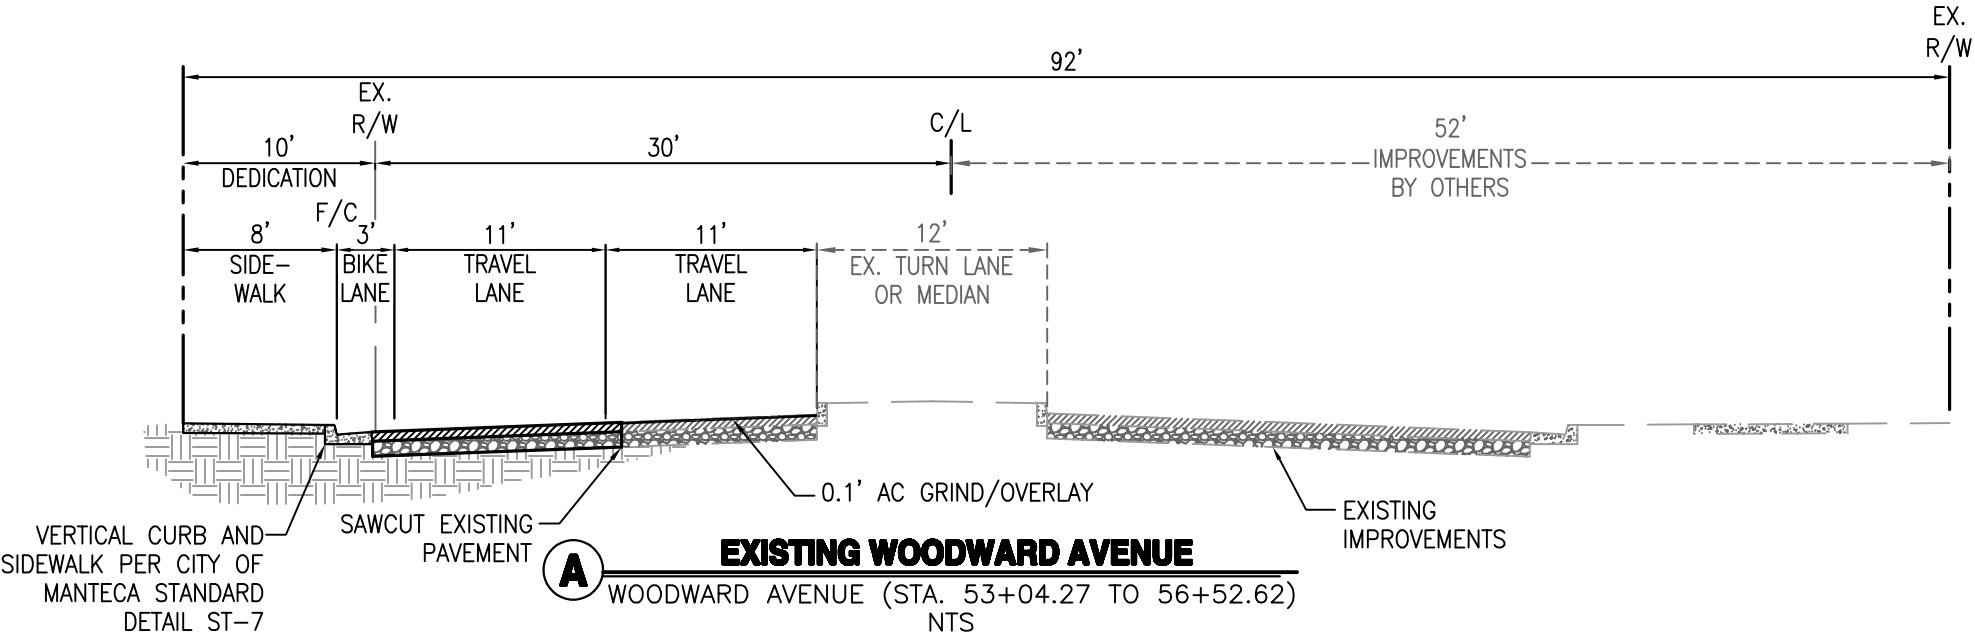 EX.
R/W
92'
EX.
R/W
C/L
10'
30'
52'
DEDICATION
IMPROVEMENTS
BY OTHERS
F/C
8'
3'
11'
11'
12'
SIDE-
WALK
BIKE
LANE
TRAVEL
LANE
TRAVEL
LANE
EX. TURN LANE
OR MEDIAN
0.1' AC GRIND/OVERLAY
SAWCUT EXISTING
PAVEMENT
EXISTING
IMPROVEMENTS
VERTICAL CURB AND
SIDEWALK PER CITY OF
MANTECA STANDARD
DETAIL ST-7
A
EXISTING WOODWARD AVENUE
WOODWARD AVENUE (STA. 53+04.27 TO 56+52.62)
NTS